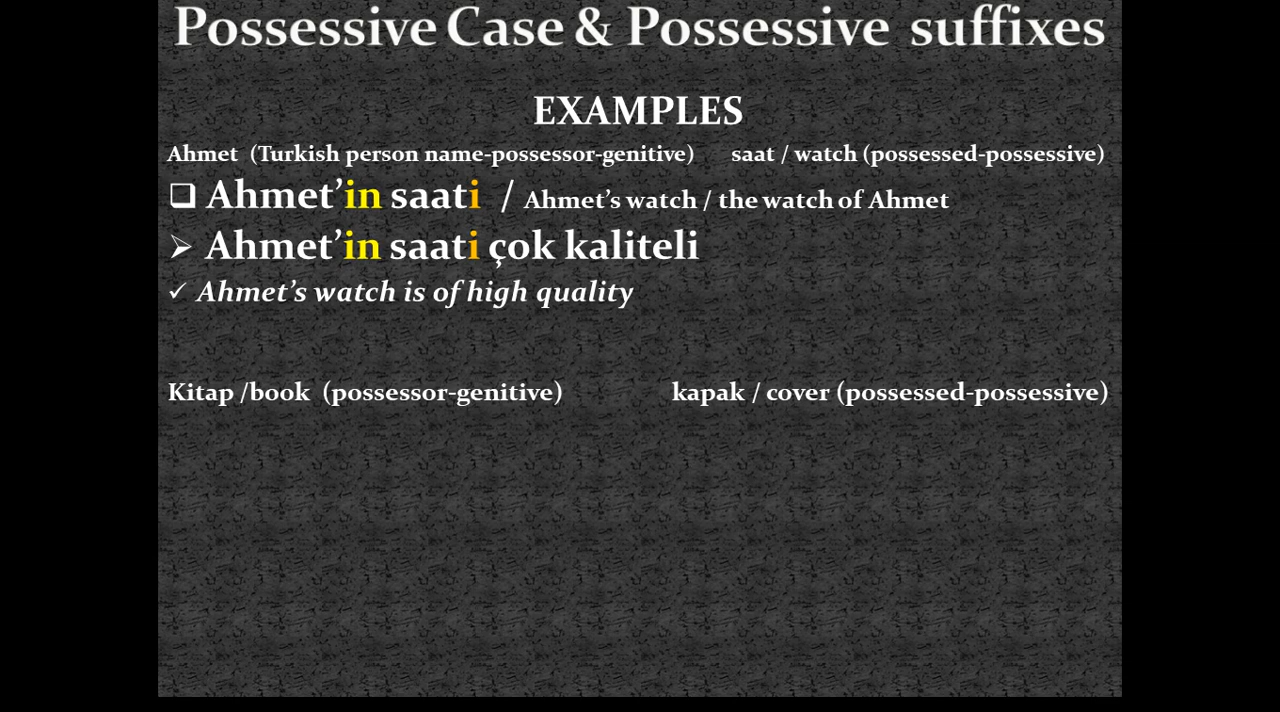 Possessive Case & Possessive suffixes
EXAMPLES
Ahmet (Turkish person name-possessor-genitive) saat / watch (possessed-possessive)
❑ Ahmet’in saati / Ahmet’s watch / the watch of Ahmet
➢ Ahmet’in saati çok kaliteli
✓ Ahmet’s watch is of high quality
Kitap /book (possessor-genitive) kapak / cover (possessed-possessive)